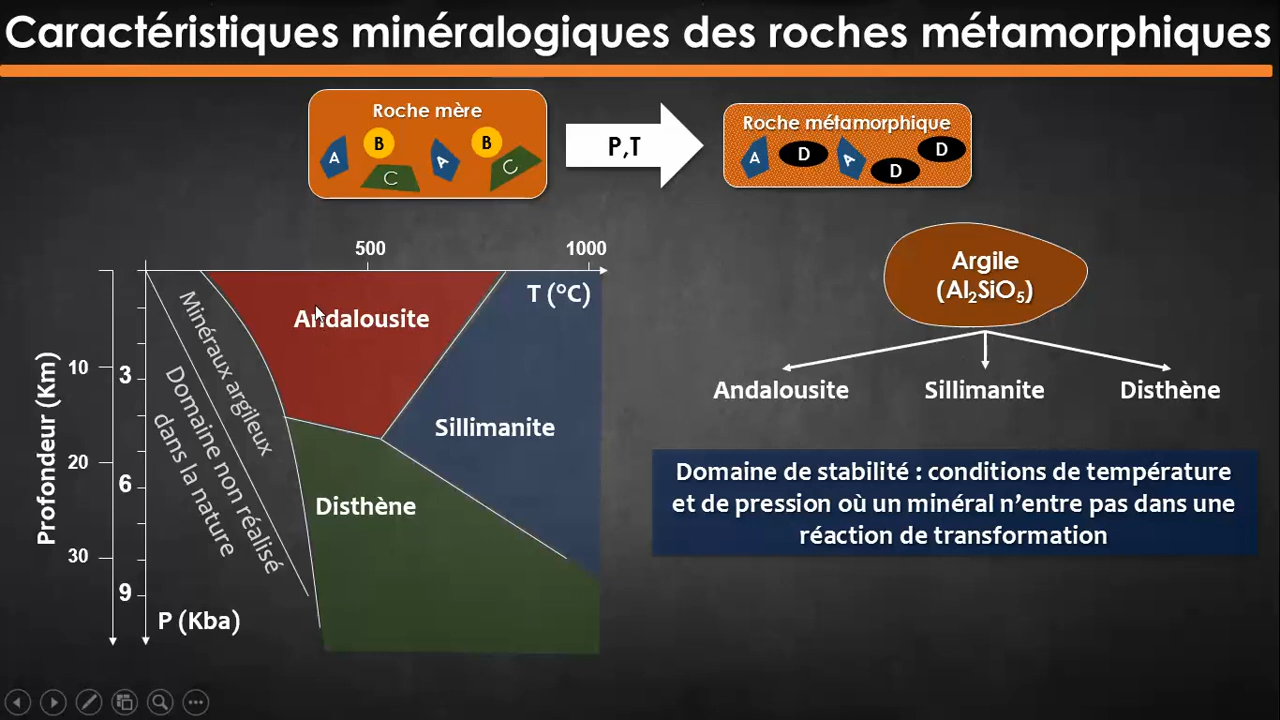 Caractéristiques minéralogiques des roches métamorphiques
Roche mère
A
B
C
A
B
C
P,T
Roche métamorphique
A
D
A
D
D
500
1000
T (°C)
Andalousite
Minéraux argileux
Domaine non réalisé
dans la nature
Sillimanite
Disthène
Profondeur (Km)
10
20
30
3
6
9
P (Kba)
Argile
(Al₂SiO₅)
Andalousite
Sillimanite
Disthène
Domaine de stabilité : conditions de température
et de pression où un minéral n’entre pas dans une
réaction de transformation